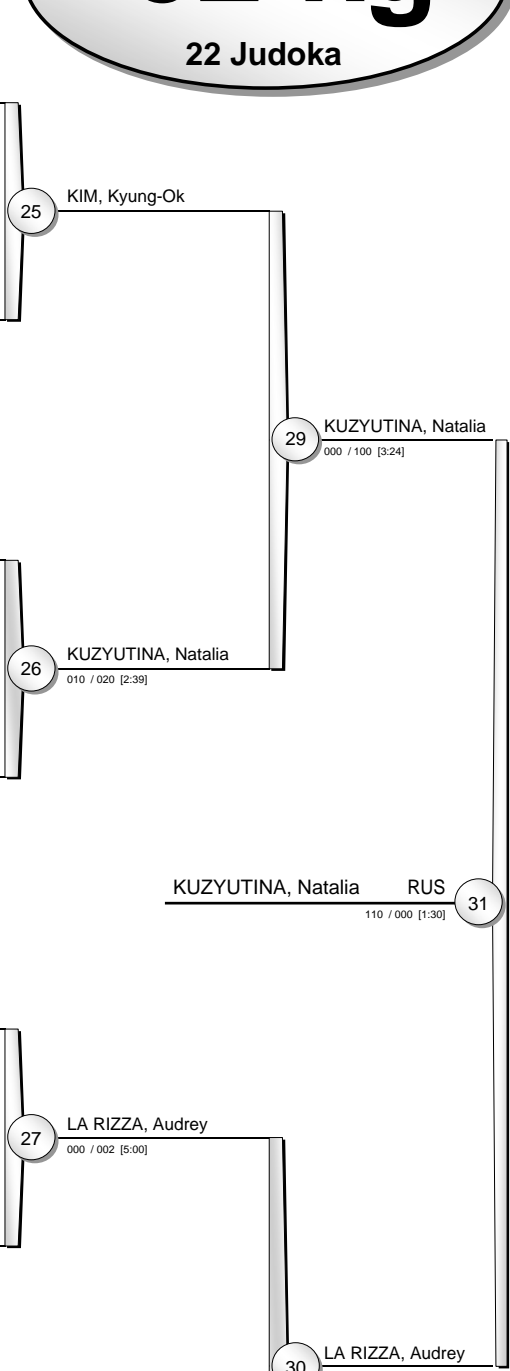 22 Judoka
25 KIM, Kyung-Ok
29 KUZYUTINA, Natalia
000 / 100 [3:24]
26 KUZYUTINA, Natalia
010 / 020 [2:39]
KUZYUTINA, Natalia RUS 31
110 / 000 [1:30]
27 LA RIZZA, Audrey
000 / 002 [5:00]
30 LA RIZZA, Audrey